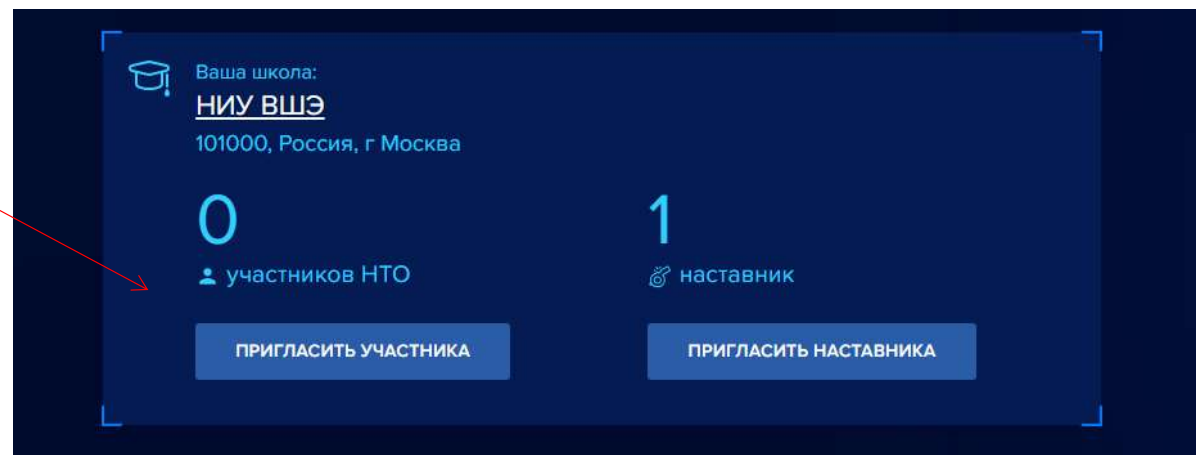 Ваша школа:
НИУ ВШЭ
101000, Россия, г Москва
0
участников НТО
ПРИГЛАСИТЬ УЧАСТНИКА
1
наставник
ПРИГЛАСИТЬ НАСТАВНИКА